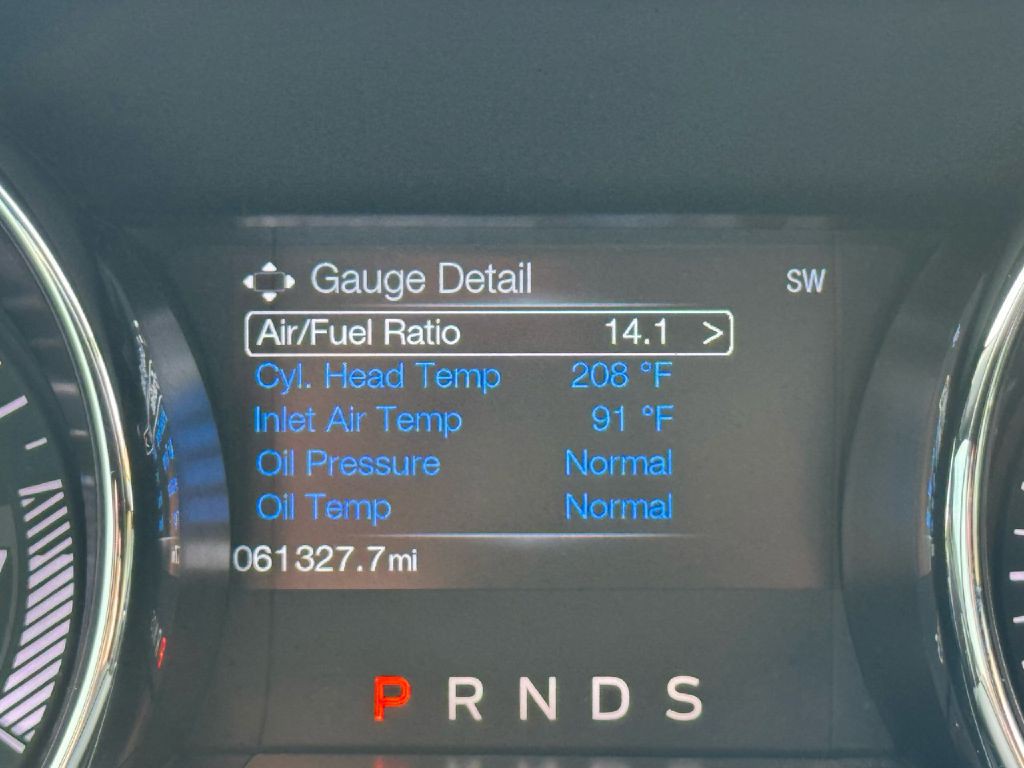 Gauge Detail SW
Air/Fuel Ratio 14.1 >
Cyl. Head Temp 208 °F
Inlet Air Temp 91 °F
Oil Pressure Normal
Oil Temp Normal
061327.7mi
P R N D S